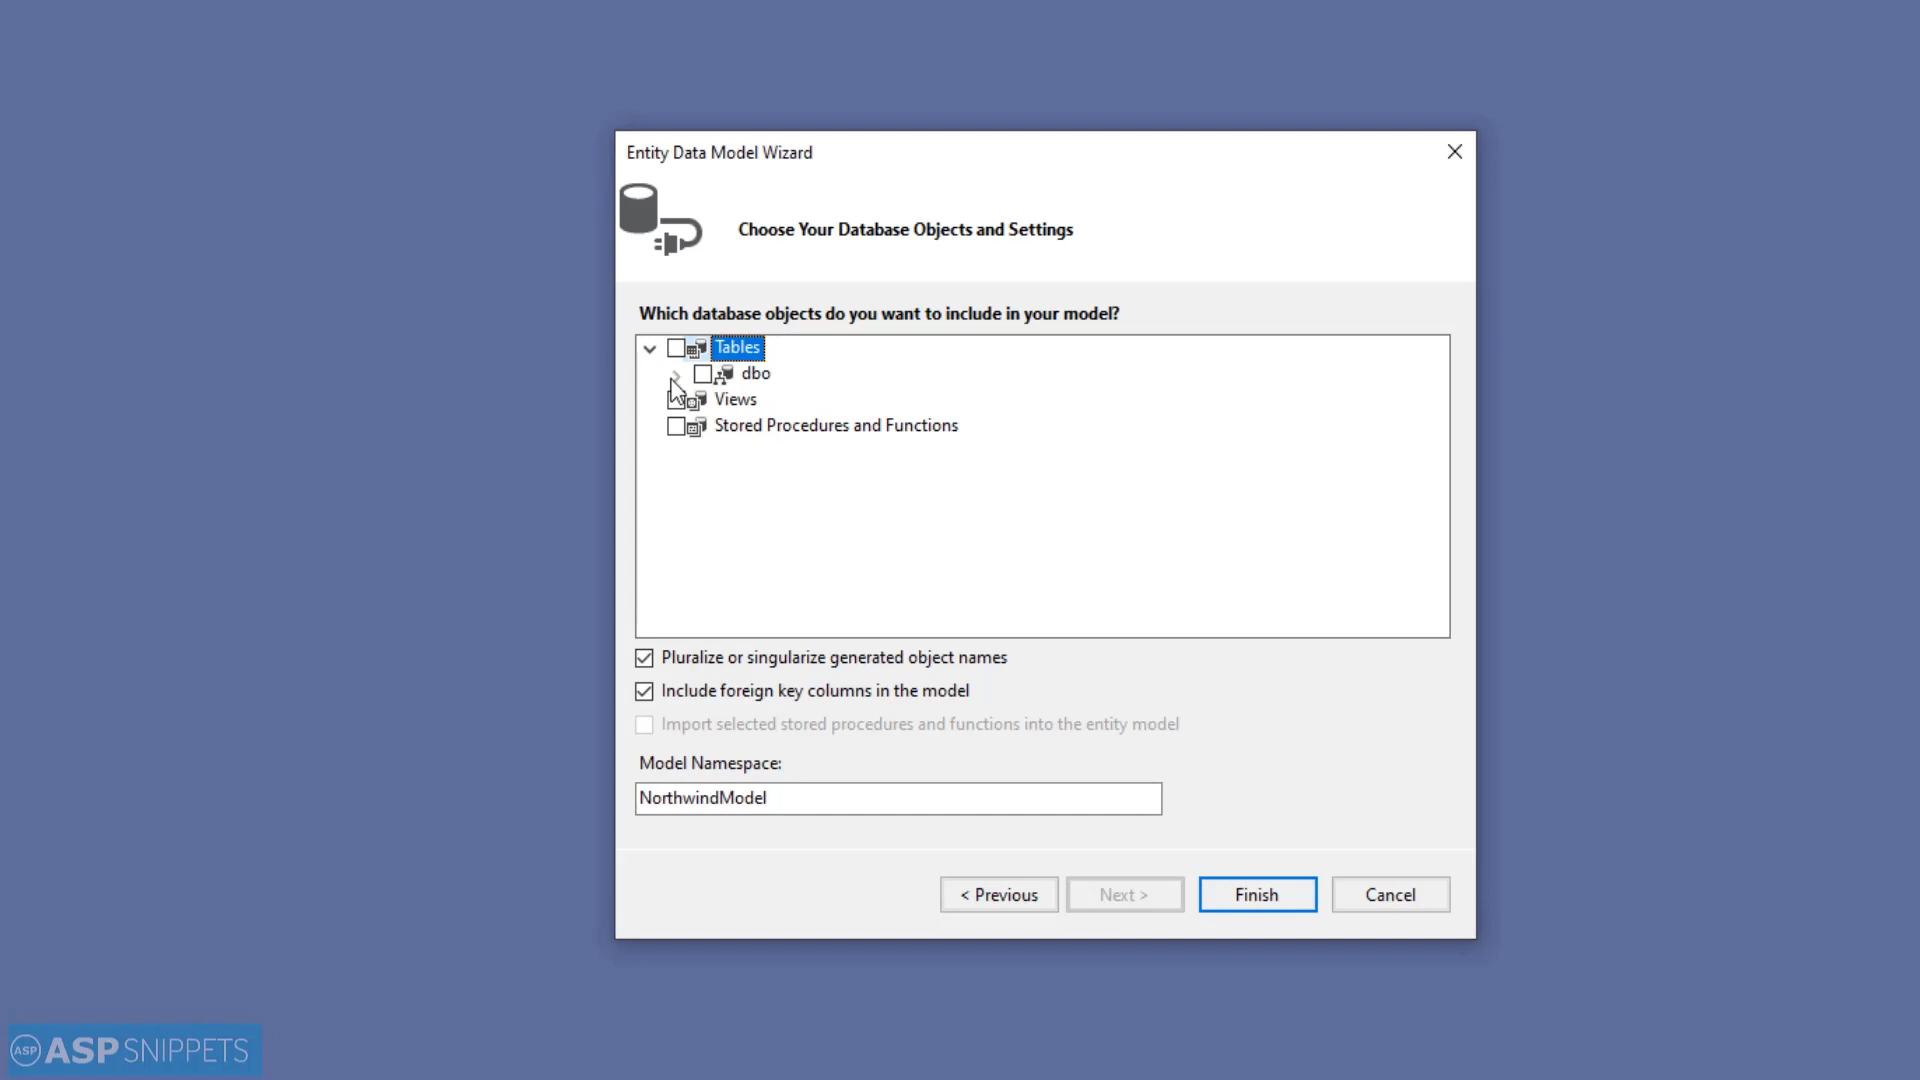 Entity Data Model Wizard
Choose Your Database Objects and Settings
Which database objects do you want to include in your model?
Tables
dbo
Views
Stored Procedures and Functions
Pluralize or singularize generated object names
Include foreign key columns in the model
Import selected stored procedures and functions into the entity model
Model Namespace:
NorthwindModel
< Previous Next > Finish Cancel
ASP ASPSNIPPETS